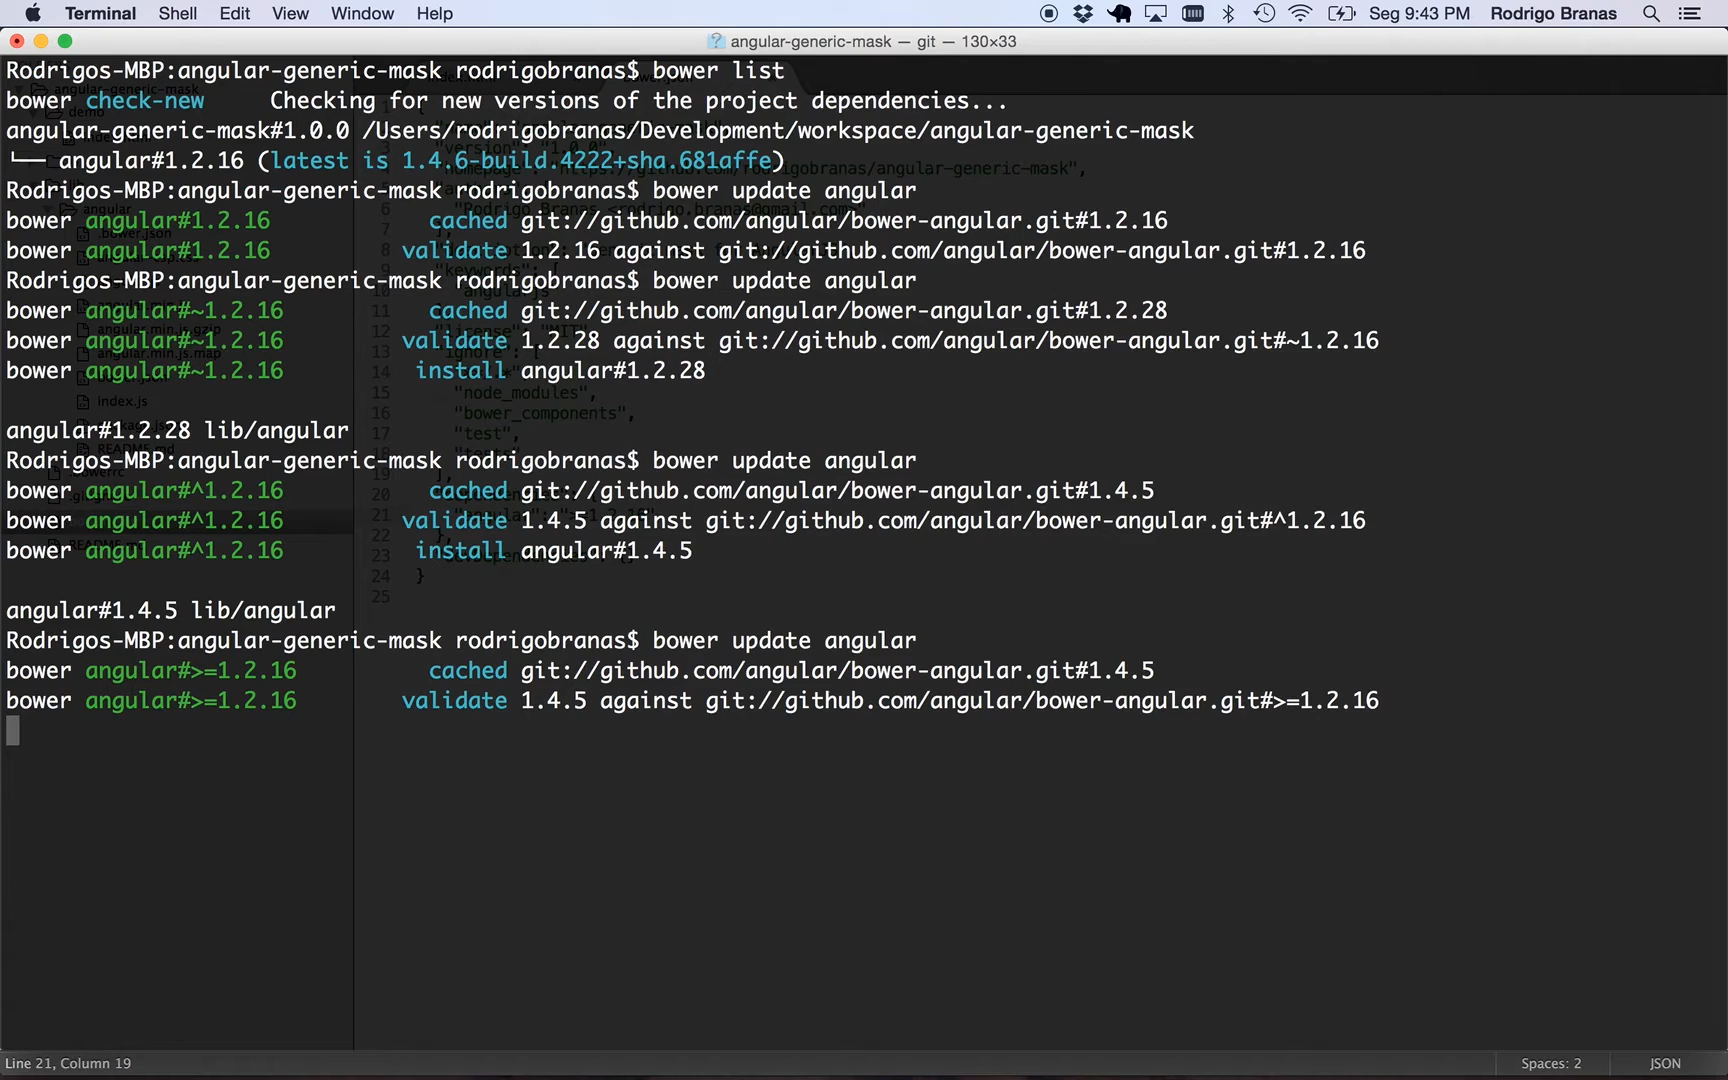 Terminal Shell Edit View Window Help Seg 9:43 PM Rodrigo Branas
angular-generic-mask — git — 130×33
Rodrigos-MBP:angular-generic-mask rodrigobranas$ bower list
bower check-new Checking for new versions of the project dependencies...
angular-generic-mask#1.0.0 /Users/rodrigobranas/Development/workspace/angular-generic-mask
└── angular#1.2.16 (latest is 1.4.6-build.4222+sha.681affe)
Rodrigos-MBP:angular-generic-mask rodrigobranas$ bower update angular
bower angular#1.2.16 cached git://github.com/angular/bower-angular.git#1.2.16
bower angular#1.2.16 validate 1.2.16 against git://github.com/angular/bower-angular.git#1.2.16
Rodrigos-MBP:angular-generic-mask rodrigobranas$ bower update angular
bower angular#~1.2.16 cached git://github.com/angular/bower-angular.git#1.2.28
bower angular#~1.2.16 validate 1.2.28 against git://github.com/angular/bower-angular.git#~1.2.16
bower angular#~1.2.16 install angular#1.2.28
index.js
15 "node_modules",
16 "bower_components",
17 "test",
angular#1.2.28 lib/angular
Rodrigos-MBP:angular-generic-mask rodrigobranas$ bower update angular
bower angular#^1.2.16 cached git://github.com/angular/bower-angular.git#1.4.5
bower angular#^1.2.16 validate 1.4.5 against git://github.com/angular/bower-angular.git#^1.2.16
bower angular#^1.2.16 install angular#1.4.5
24 }
25
angular#1.4.5 lib/angular
Rodrigos-MBP:angular-generic-mask rodrigobranas$ bower update angular
bower angular#>=1.2.16 cached git://github.com/angular/bower-angular.git#1.4.5
bower angular#>=1.2.16 validate 1.4.5 against git://github.com/angular/bower-angular.git#>=1.2.16
Line 21, Column 19 Spaces: 2 JSON